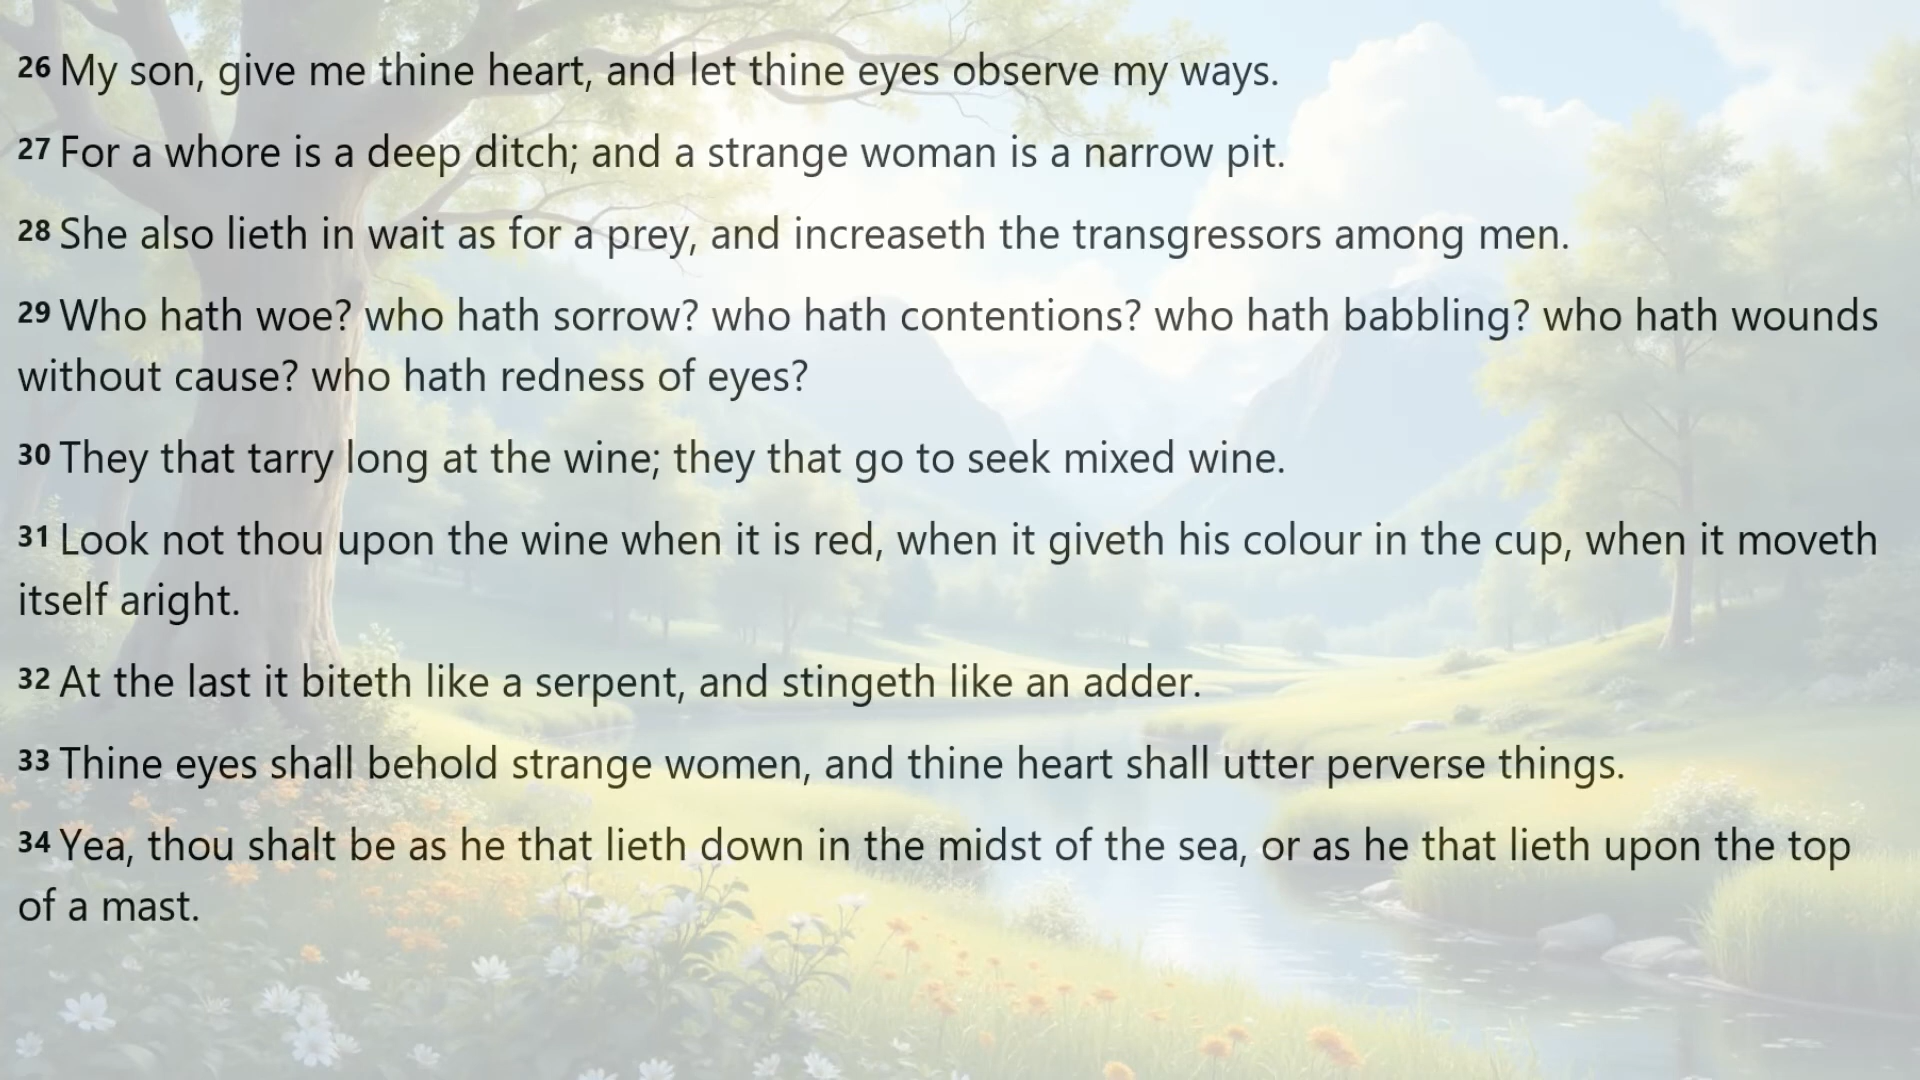 26 My son, give me thine heart, and let thine eyes observe my ways.
27 For a whore is a deep ditch; and a strange woman is a narrow pit.
28 She also lieth in wait as for a prey, and increaseth the transgressors among men.
29 Who hath woe? who hath sorrow? who hath contentions? who hath babbling? who hath wounds
without cause? who hath redness of eyes?
30 They that tarry long at the wine; they that go to seek mixed wine.
31 Look not thou upon the wine when it is red, when it giveth his colour in the cup, when it moveth
itself aright.
32 At the last it biteth like a serpent, and stingeth like an adder.
33 Thine eyes shall behold strange women, and thine heart shall utter perverse things.
34 Yea, thou shalt be as he that lieth down in the midst of the sea, or as he that lieth upon the top
of a mast.